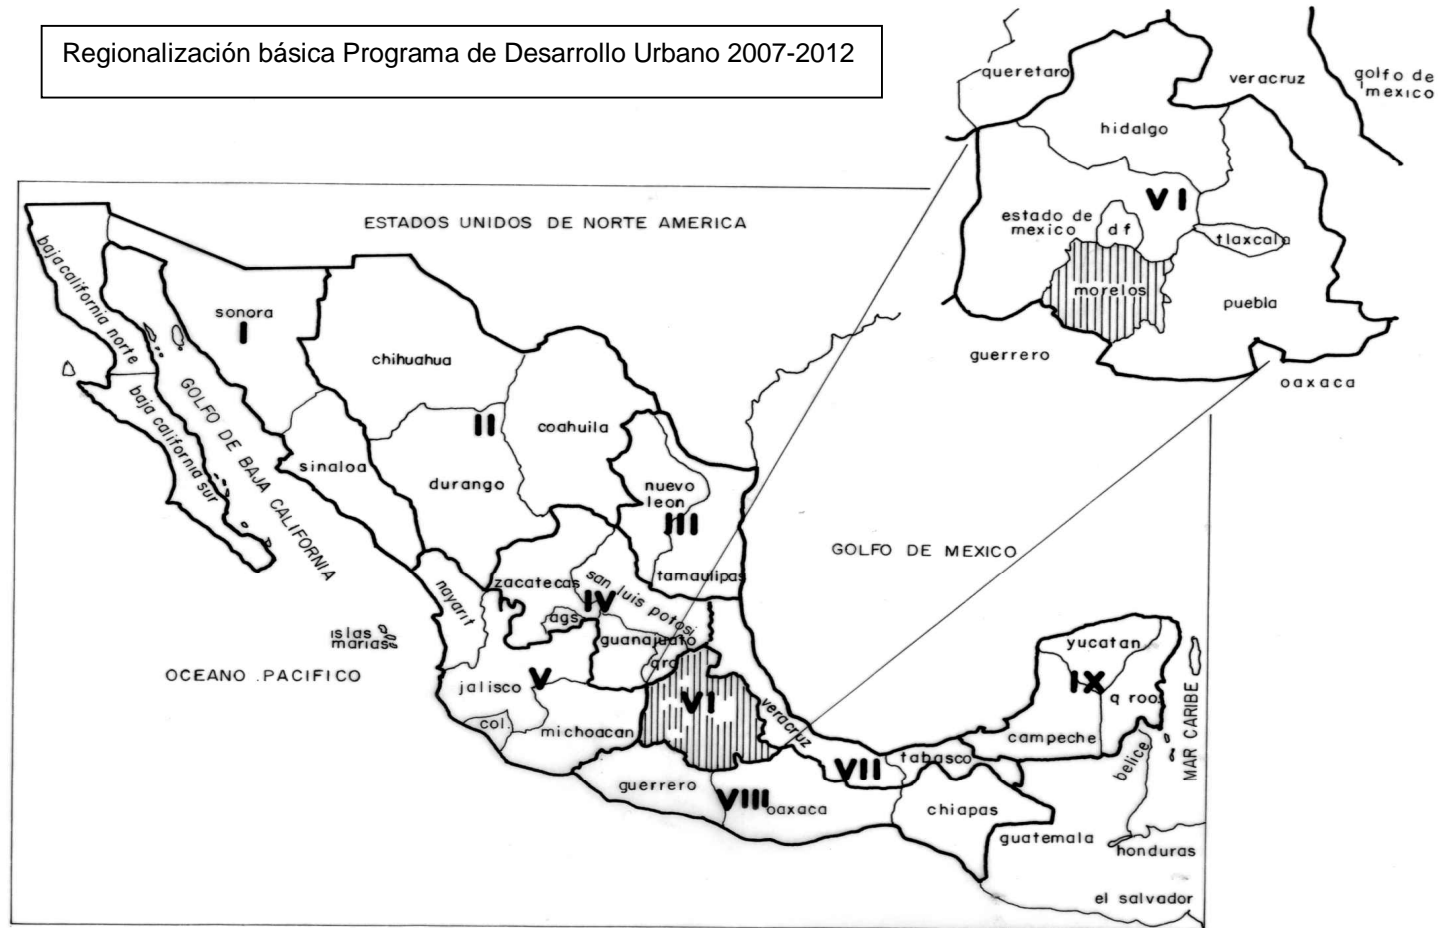 Regionalización básica Programa de Desarrollo Urbano 2007-2012
queretaro
veracruz
golfo de
mexico
hidalgo
VI
estado de
mexico
df
tlaxcala
morelos
puebla
guerrero
oaxaca
ESTADOS UNIDOS DE NORTE AMERICA
baja california norte
sonora
I
chihuahua
GOLFO DE BAJA CALIFORNIA
baja california sur
II
coahuila
sinaloa
durango
nuevo
leon
III
GOLFO DE MEXICO
tamaulipas
zacatecas
san luis potosi
nayarit
IV
ags.
islas
marias
guanajuato
qro
OCEANO .PACIFICO
V
jalisco
VI
yucatan
IX
q roo.
col.
michoacan
veracruz
campeche
MAR CARIBE
belice
tabasco
VII
guerrero
VIII
oaxaca
chiapas
guatemala
honduras
el salvador